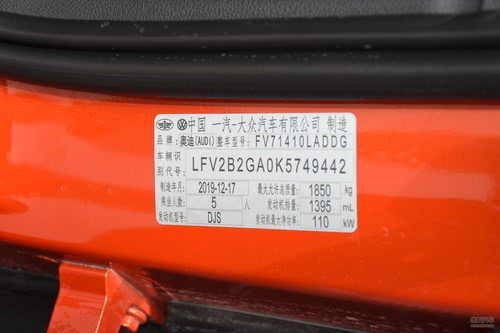 中国 一汽-大众汽车有限公司 制造
品 牌: 奥迪(AUDI) 整车型号: FV71410LADDG
车辆识别代号: LFV2B2GA0K5749442
制造年月 2019-12-17 最大允许总质量 1850 kg
乘坐人数 5 人 发动机排量 1395 mL
发动机型号 DJS 发动机最大净功率 110 kW